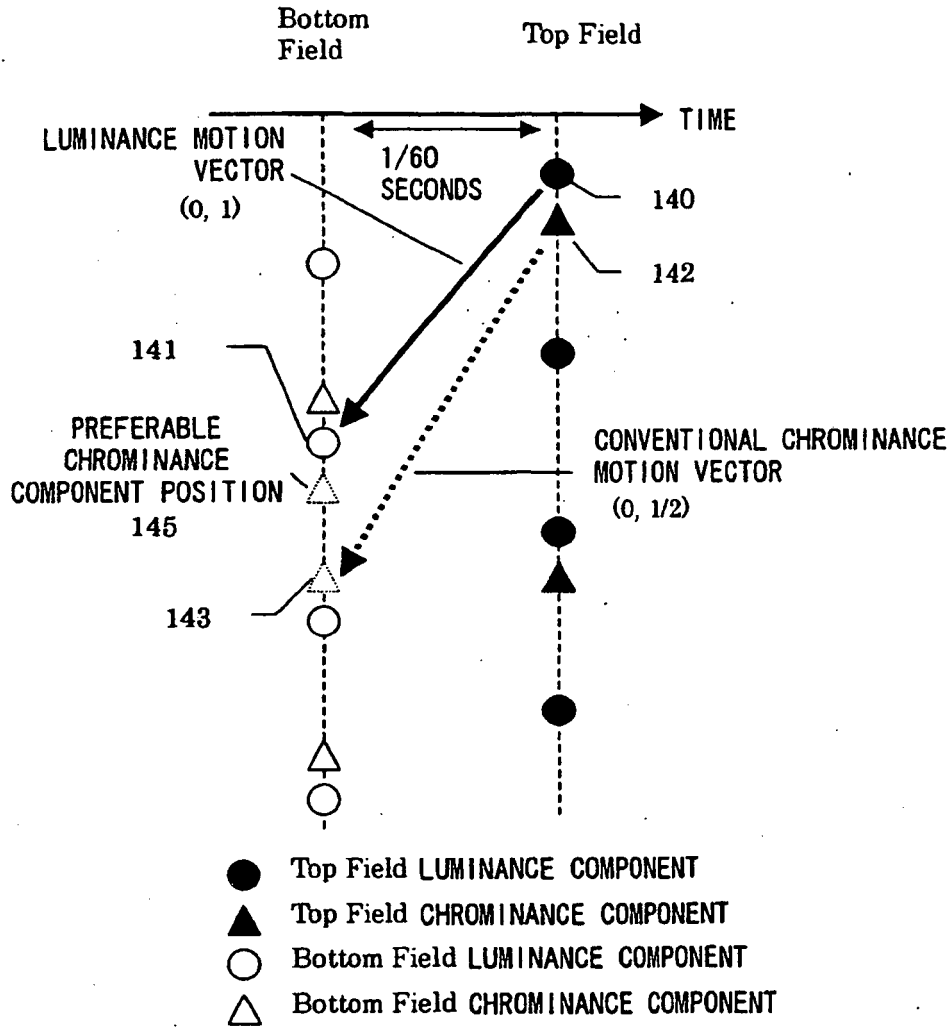 Bottom
Field
Top Field
TIME
LUMINANCE MOTION
VECTOR
(0, 1)
1/60
SECONDS
140
142
141
PREFERABLE
CHROMINANCE
COMPONENT POSITION
145
CONVENTIONAL CHROMINANCE
MOTION VECTOR
(0, 1/2)
143
Top Field LUMINANCE COMPONENT
Top Field CHROMINANCE COMPONENT
Bottom Field LUMINANCE COMPONENT
Bottom Field CHROMINANCE COMPONENT